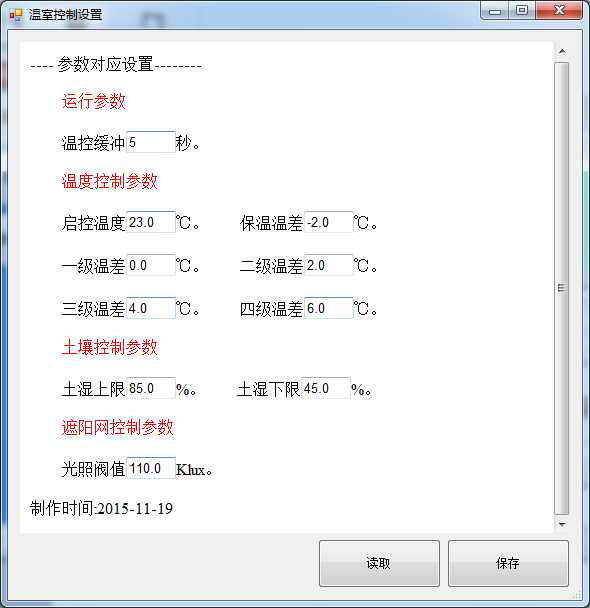 温室控制设置
---- 参数对应设置--------
运行参数
温控缓冲 5 秒。
温度控制参数
启控温度 23.0 ℃。 保温温差 -2.0 ℃。
一级温差 0.0 ℃。 二级温差 2.0 ℃。
三级温差 4.0 ℃。 四级温差 6.0 ℃。
土壤控制参数
土湿上限 85.0 %。 土湿下限 45.0 %。
遮阳网控制参数
光照阀值 110.0 Klux。
制作时间:2015-11-19
读取 保存